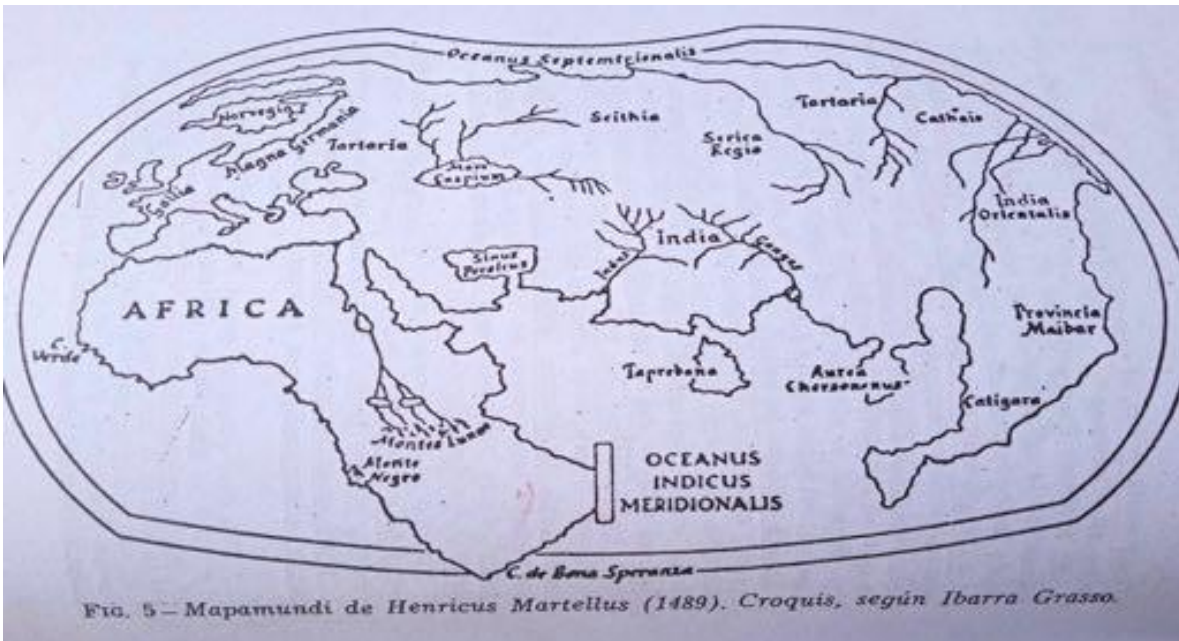 Oceanus Septemtrionalis
Norvegia
Magna Germania
Tartaria
Scithia
Serica
Regio
Tartaria
Cathaio
Gallia
Mare
Caspium
India
Orientalis
Sinus
Persicus
Indus
India
Ganges
AFRICA
C.
Verde
Provincia
Maibar
Taprobana
Aurea
Chersonensus
Catigara
Montes Lunae
Monte
Negro
OCEANUS
INDICUS
MERIDIONALIS
C. de Bona Speranza
FIG. 5 — Mapamundi de Henricus Martellus (1489). Croquis, según Ibarra Grasso.